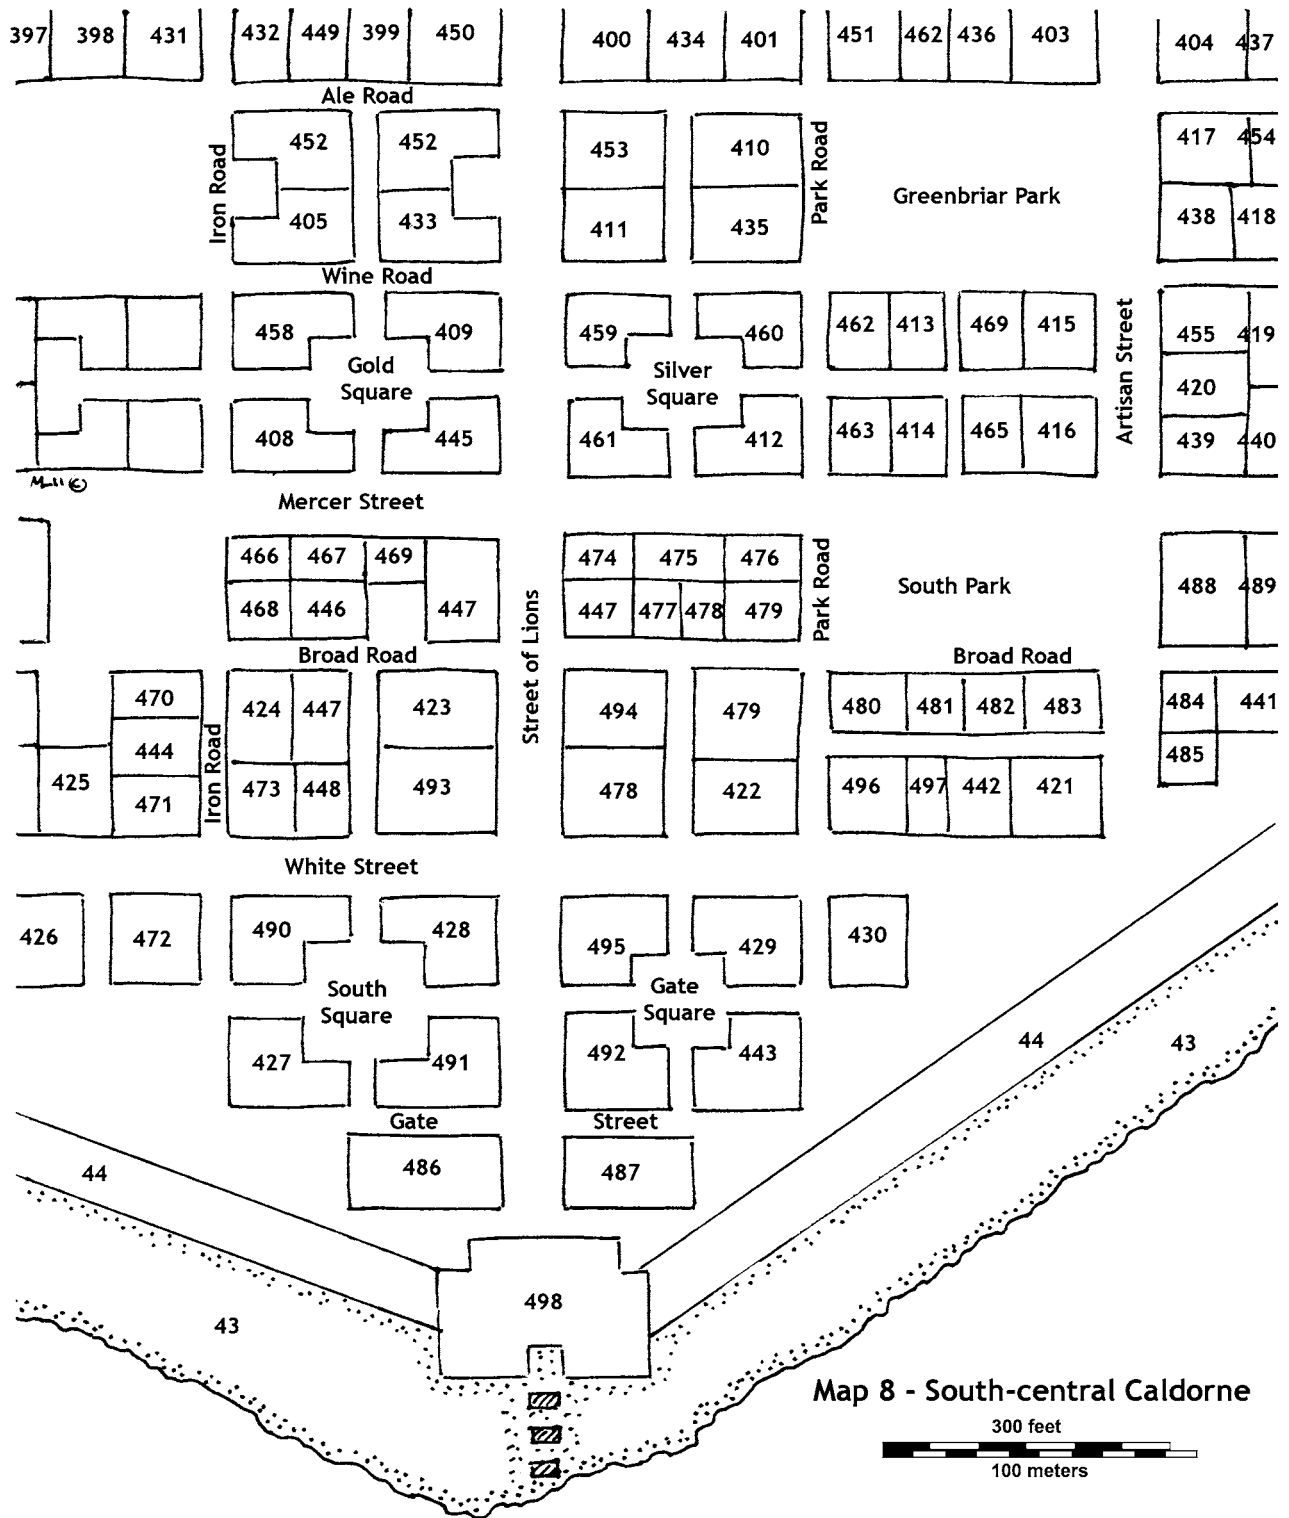 397 398 431 432 449 399 450 400 434 401 451 462 436 403 404 437
Ale Road
452 452 453 410 417 454
Iron Road
Park Road
Greenbriar Park
405 433 411 435 438 418
Wine Road
458 409 459 460 462 413 469 415 455 419
Gold
Square
Silver
Square
Artisan Street
420
408 445 461 412 463 414 465 416 439 440
Mercer Street
466 467 469 474 475 476
Park Road
South Park
488 489
468 446 447 447 477 478 479
Street of Lions
Broad Road
Broad Road
470 424 447 423 494 479 480 481 482 483 484 441
Iron Road
444
485
425 471 473 448 493 478 422 496 497 442 421
White Street
426 472 490 428 495 429 430
South
Square
Gate
Square
427 491 492 443
44
43
Gate Street
486 487
44
498
43
Map 8 - South-central Caldorne
300 feet
100 meters